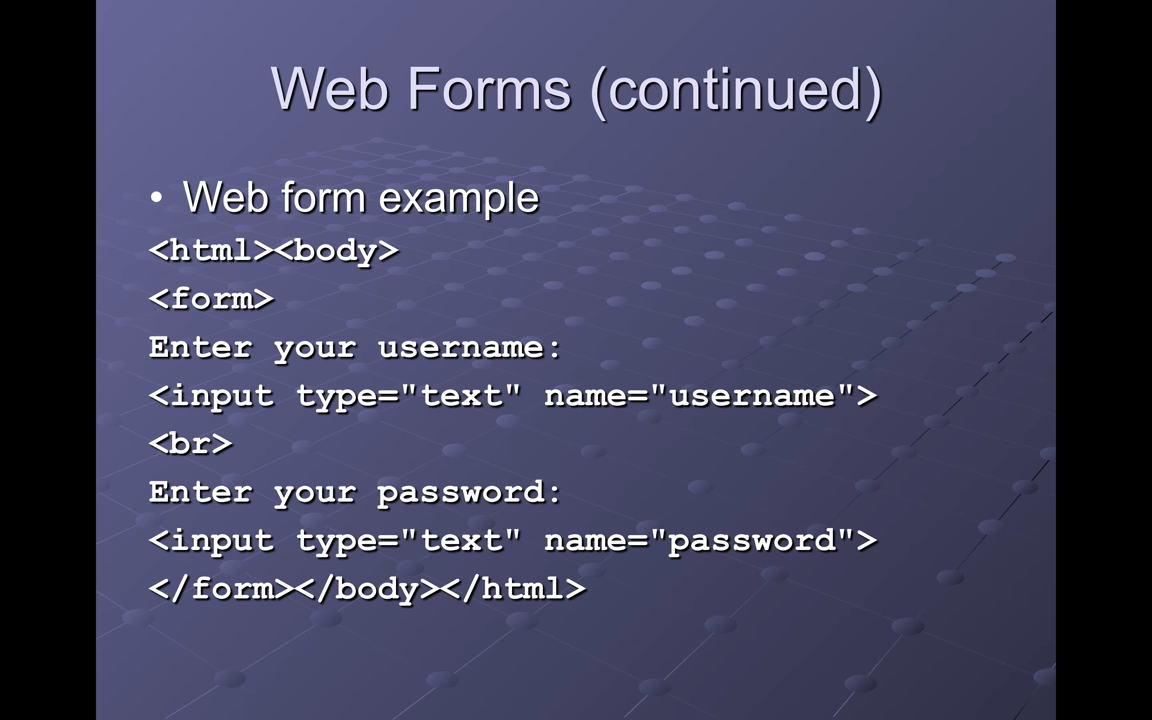 Web Forms (continued)
• Web form example
<html><body>
<form>
Enter your username:
<input type="text" name="username">
<br>
Enter your password:
<input type="text" name="password">
</form></body></html>